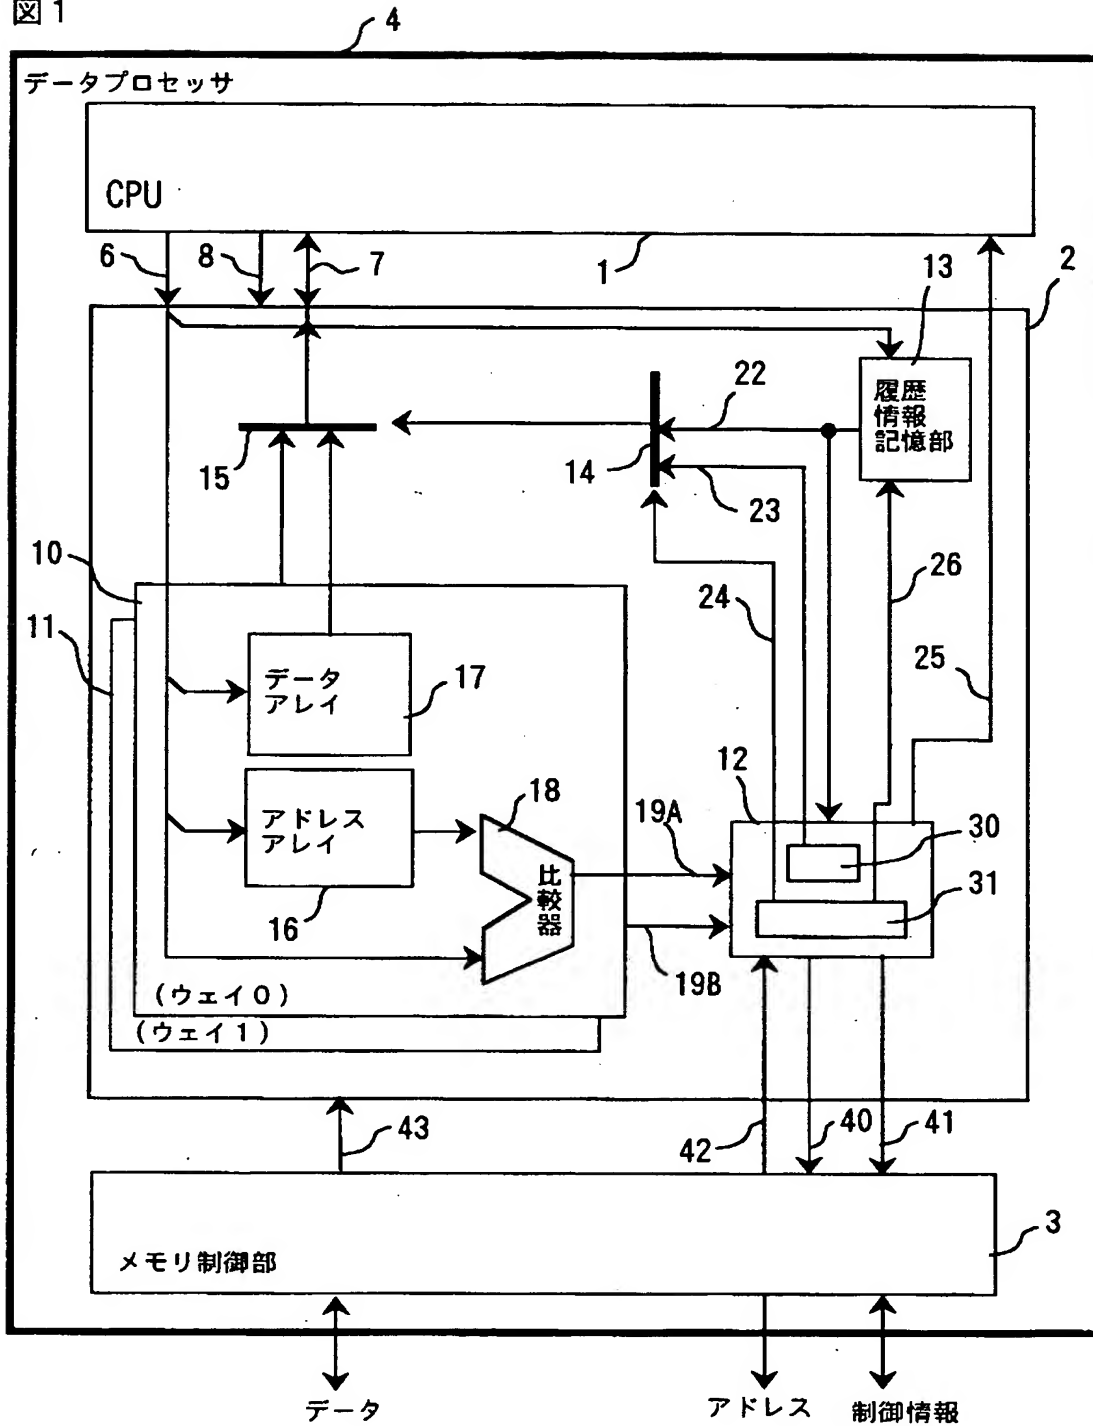 図1
4
データプロセッサ
CPU
6
8
7
1
13
2
22
履歴
情報
記憶部
15
14
23
10
26
11
24
データ
アレイ
17
25
12
18
19A
アドレス
アレイ
30
比較器
31
16
19B
(ウェイ0)
(ウェイ1)
43
42
40
41
3
メモリ制御部
データ
アドレス
制御情報